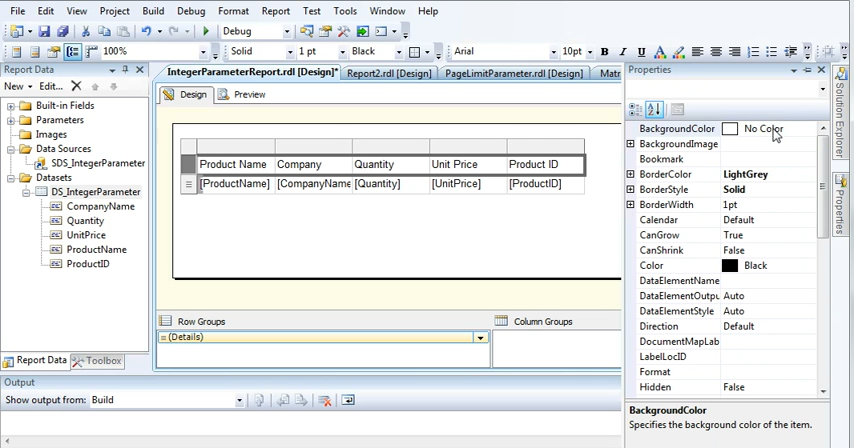 File Edit View Project Build Debug Format Report Test Tools Window Help
Debug
100% Solid 1 pt Black Arial 10pt B I U A
Report Data
New Edit...
Built-in Fields
Parameters
Images
Data Sources
SDS_IntegerParameter
Datasets
DS_IntegerParameter
CompanyName
Quantity
UnitPrice
ProductName
ProductID
Report Data Toolbox
IntegerParameterReport.rdl [Design]* Report2.rdl [Design] PageLimitParameter.rdl [Design] Matr
Design Preview
Product Name Company Quantity Unit Price Product ID
[ProductName] [CompanyName [Quantity] [UnitPrice] [ProductID]
Row Groups Column Groups
(Details)
Properties
BackgroundColor No Color
BackgroundImage
Bookmark
BorderColor LightGrey
BorderStyle Solid
BorderWidth 1pt
Calendar Default
CanGrow True
CanShrink False
Color Black
DataElementName
DataElementOutpu Auto
DataElementStyle Auto
Direction Default
DocumentMapLab
LabelLocID
Format
Hidden False
BackgroundColor
Specifies the background color of the item.
Solution Explorer
Properties
Output
Show output from: Build